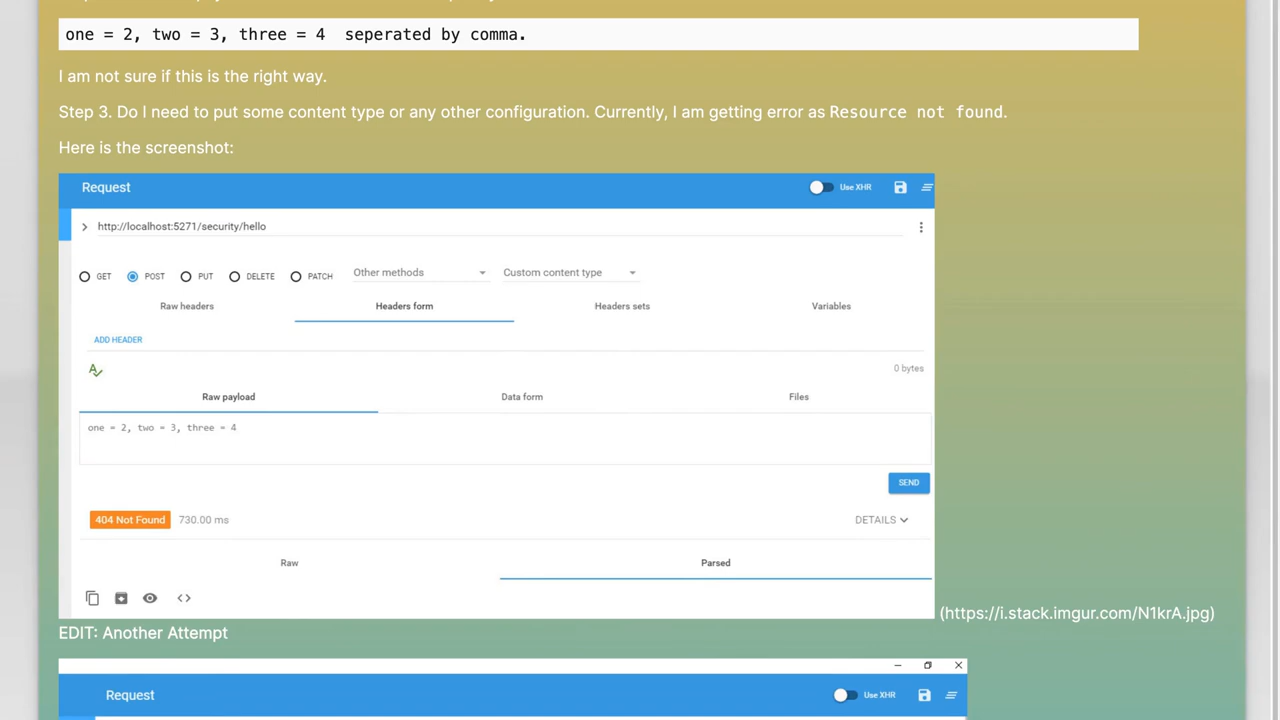 one = 2, two = 3, three = 4  seperated by comma.
I am not sure if this is the right way.
Step 3. Do I need to put some content type or any other configuration. Currently, I am getting error as Resource not found.
Here is the screenshot:
Request
Use XHR
http://localhost:5271/security/hello
GET POST PUT DELETE PATCH Other methods Custom content type
Raw headers Headers form Headers sets Variables
ADD HEADER
0 bytes
Raw payload Data form Files
one = 2, two = 3, three = 4
SEND
404 Not Found 730.00 ms DETAILS
Raw Parsed
(https://i.stack.imgur.com/N1krA.jpg)
EDIT: Another Attempt
Request
Use XHR